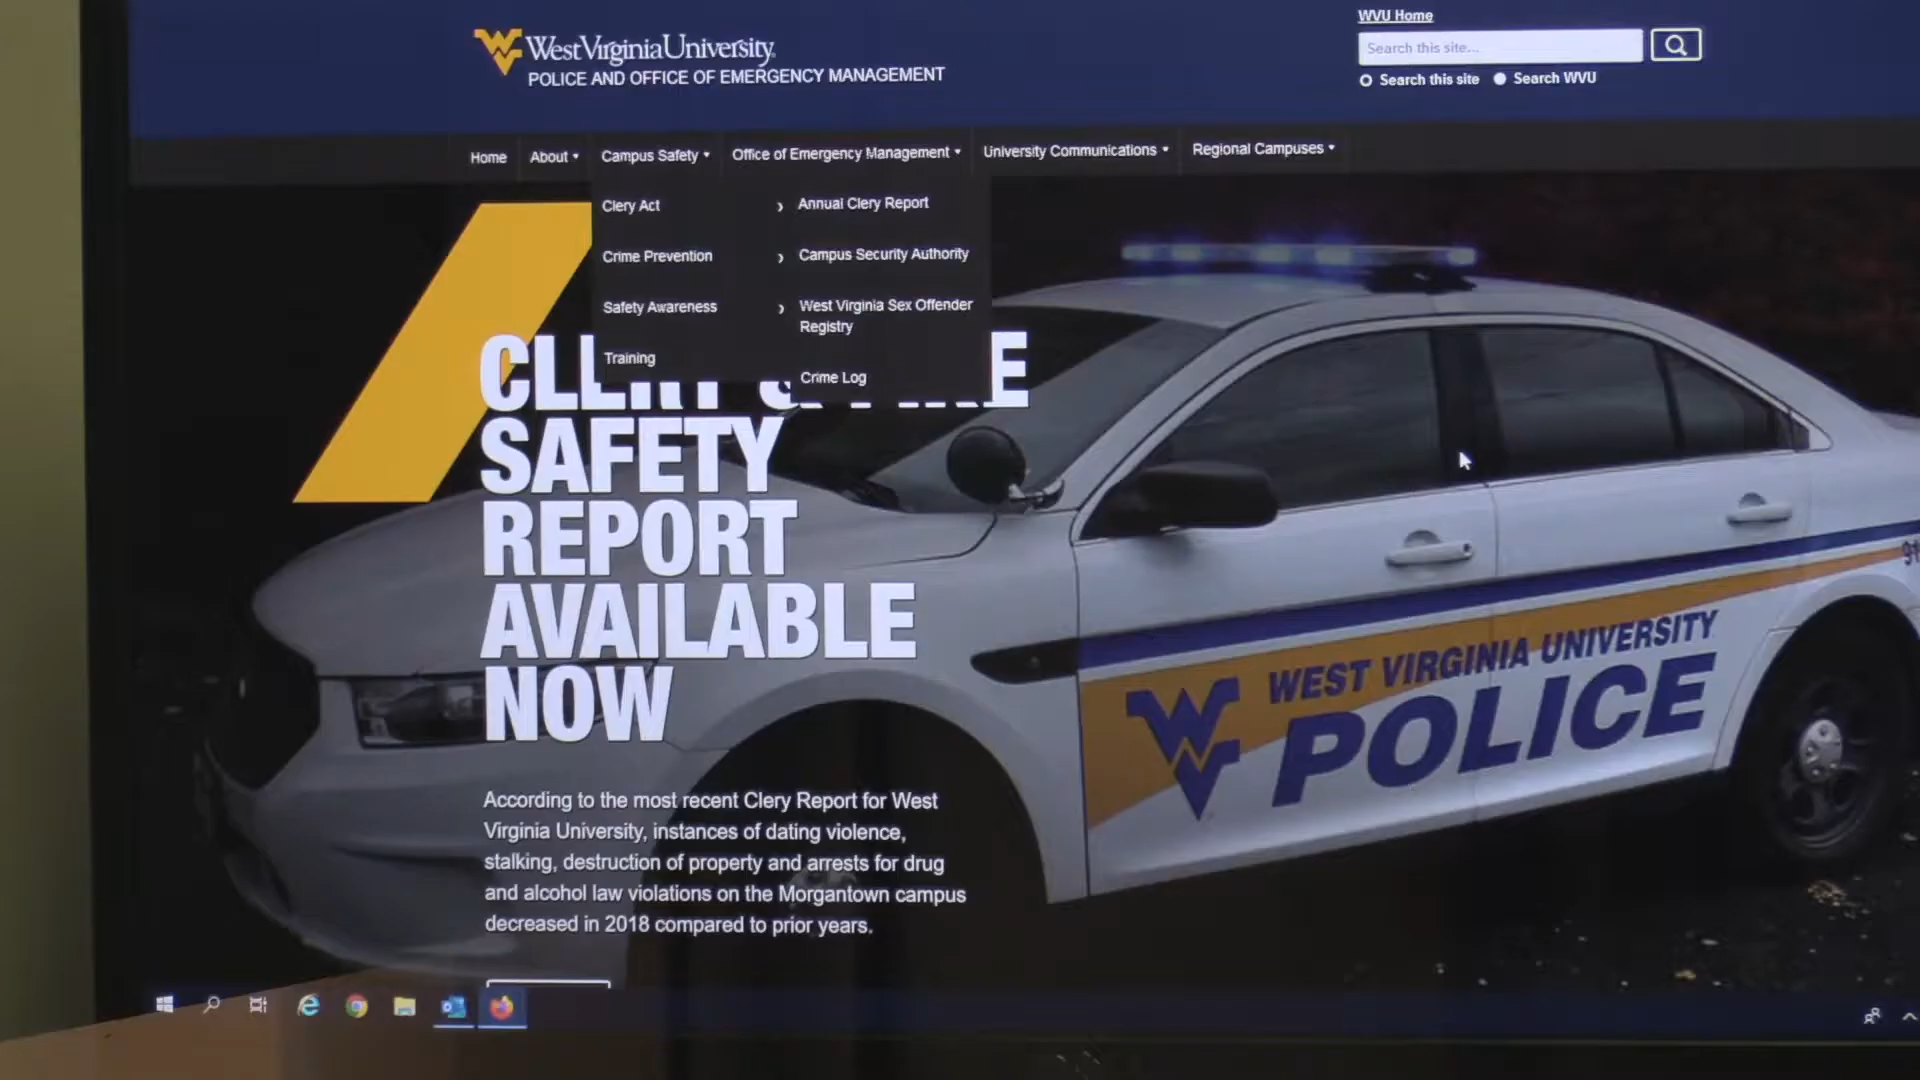 WVU Home
WestVirginiaUniversity
POLICE AND OFFICE OF EMERGENCY MANAGEMENT
Search this site...
Search this site
Search WVU
Home
About
Campus Safety
Office of Emergency Management
University Communications
Regional Campuses
Clery Act
Crime Prevention
Safety Awareness
Training
Annual Clery Report
Campus Security Authority
West Virginia Sex Offender
Registry
Crime Log
SAFETY
REPORT
AVAILABLE
NOW
According to the most recent Clery Report for West
Virginia University, instances of dating violence,
stalking, destruction of property and arrests for drug
and alcohol law violations on the Morgantown campus
decreased in 2018 compared to prior years.
WV
WEST VIRGINIA UNIVERSITY
POLICE